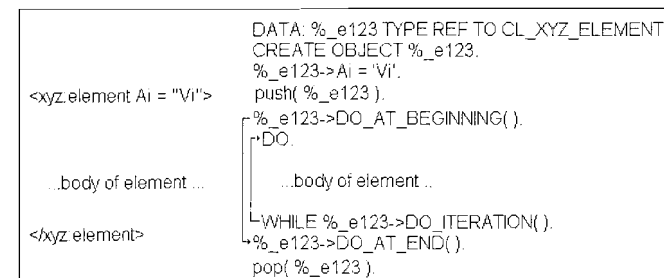 DATA: %_e123 TYPE REF TO CL_XYZ_ELEMENT
CREATE OBJECT %_e123.
%_e123->Ai = 'Vi'.
<xyz:element Ai = "Vi"> push( %_e123 ).
%_e123->DO_AT_BEGINNING( ).
DO.
...body of element ... ...body of element ..
WHILE %_e123->DO_ITERATION( ).
</xyz:element> %_e123->DO_AT_END( ).
pop( %_e123 ).